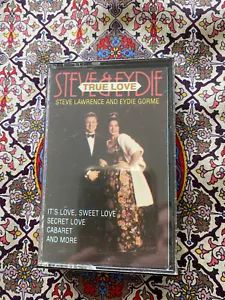 STEVE & EYDIE
TRUE LOVE
STEVE LAWRENCE AND EYDIE GORME
IT'S LOVE, SWEET LOVE
SECRET LOVE
CABARET
AND MORE